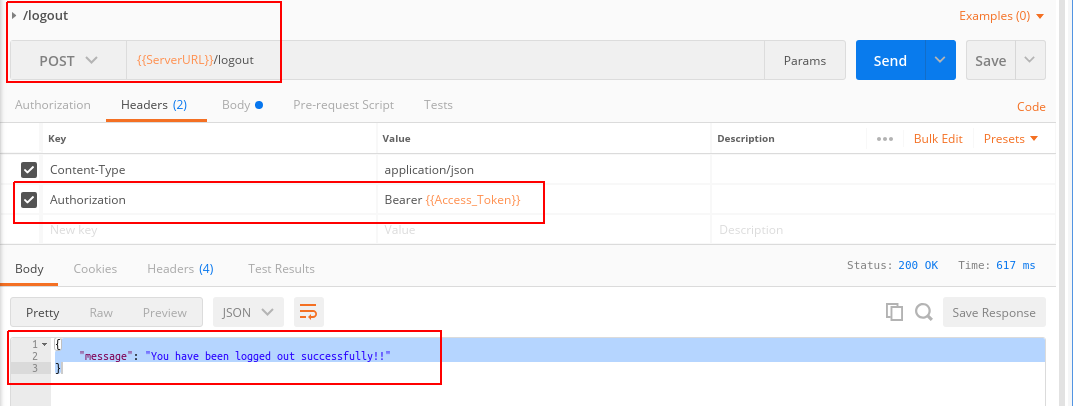 /logout
Examples (0)
POST
{{ServerURL}}/logout
Params
Send
Save
Authorization
Headers (2)
Body
Pre-request Script
Tests
Code
Key
Value
Description
Bulk Edit
Presets
Content-Type
application/json
Authorization
Bearer {{Access_Token}}
New key
Value
Description
Body
Cookies
Headers (4)
Test Results
Status: 200 OK
Time: 617 ms
Pretty
Raw
Preview
JSON
Save Response
1 {
2 "message": "You have been logged out successfully!!"
3 }